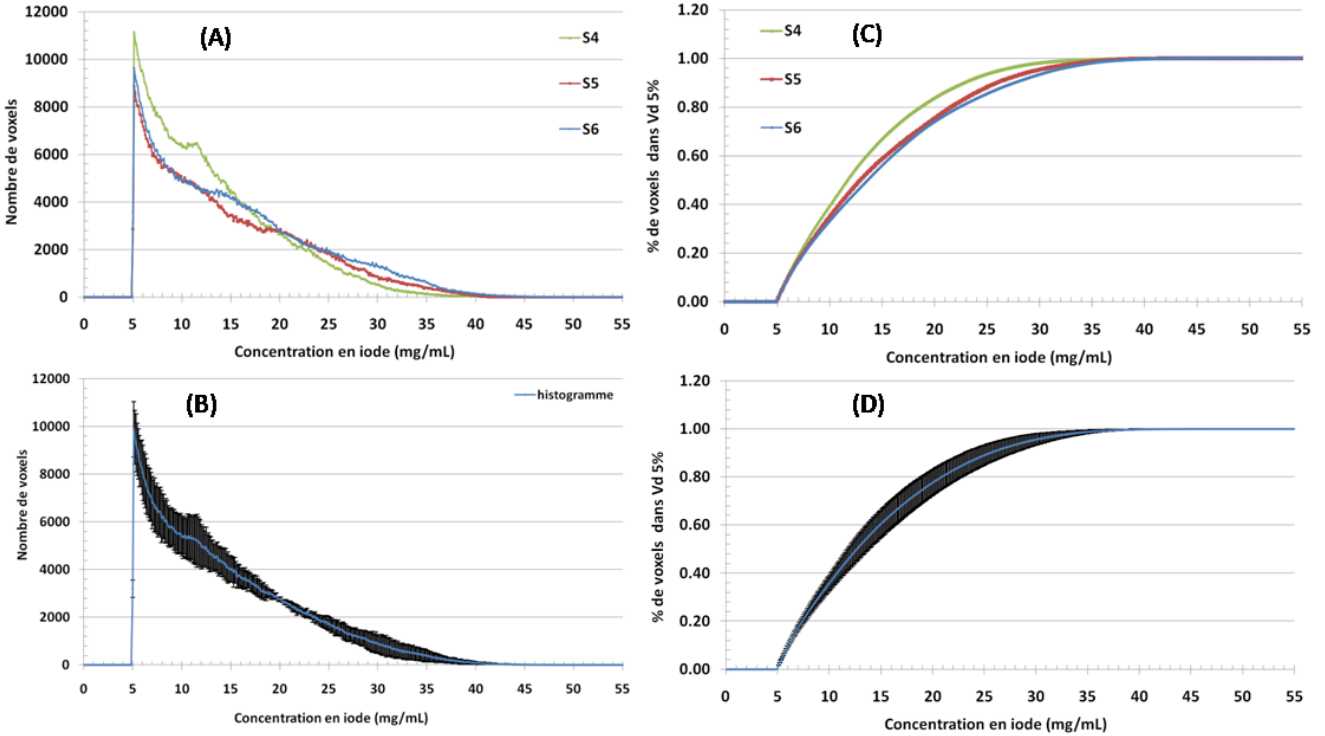 (A)
S4
S5
S6
Nombre de voxels
12000
10000
8000
6000
4000
2000
0
0 5 10 15 20 25 30 35 40 45 50 55
Concentration en iode (mg/mL)
(C)
S4
S5
S6
% de voxels dans Vd 5%
1.20
1.00
0.80
0.60
0.40
0.20
0.00
0 5 10 15 20 25 30 35 40 45 50 55
Concentration en iode (mg/mL)
(B)
histogramme
Nombre de voxels
12000
10000
8000
6000
4000
2000
0
0 5 10 15 20 25 30 35 40 45 50 55
Concentration en iode (mg/mL)
(D)
% de voxels dans Vd 5%
1.20
1.00
0.80
0.60
0.40
0.20
0.00
0 5 10 15 20 25 30 35 40 45 50 55
Concentration en iode (mg/mL)